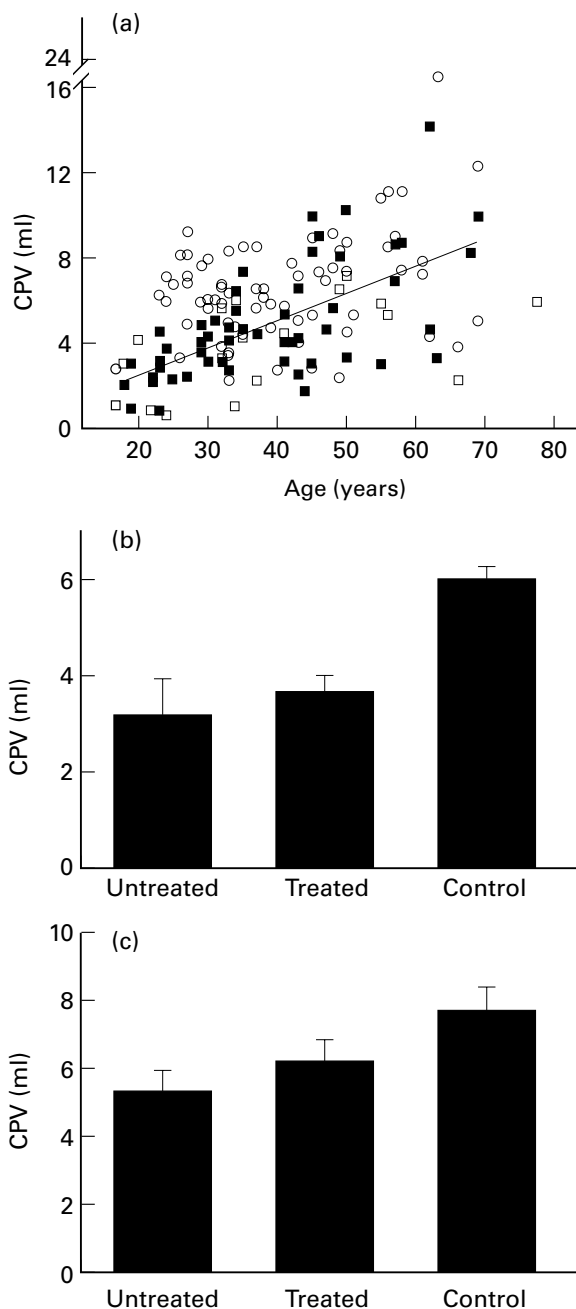 (a)
24
16
12
8
4
0
CPV (ml)
20 30 40 50 60 70 80
Age (years)
(b)
6
4
2
0
CPV (ml)
Untreated Treated Control
(c)
10
8
6
4
2
0
CPV (ml)
Untreated Treated Control